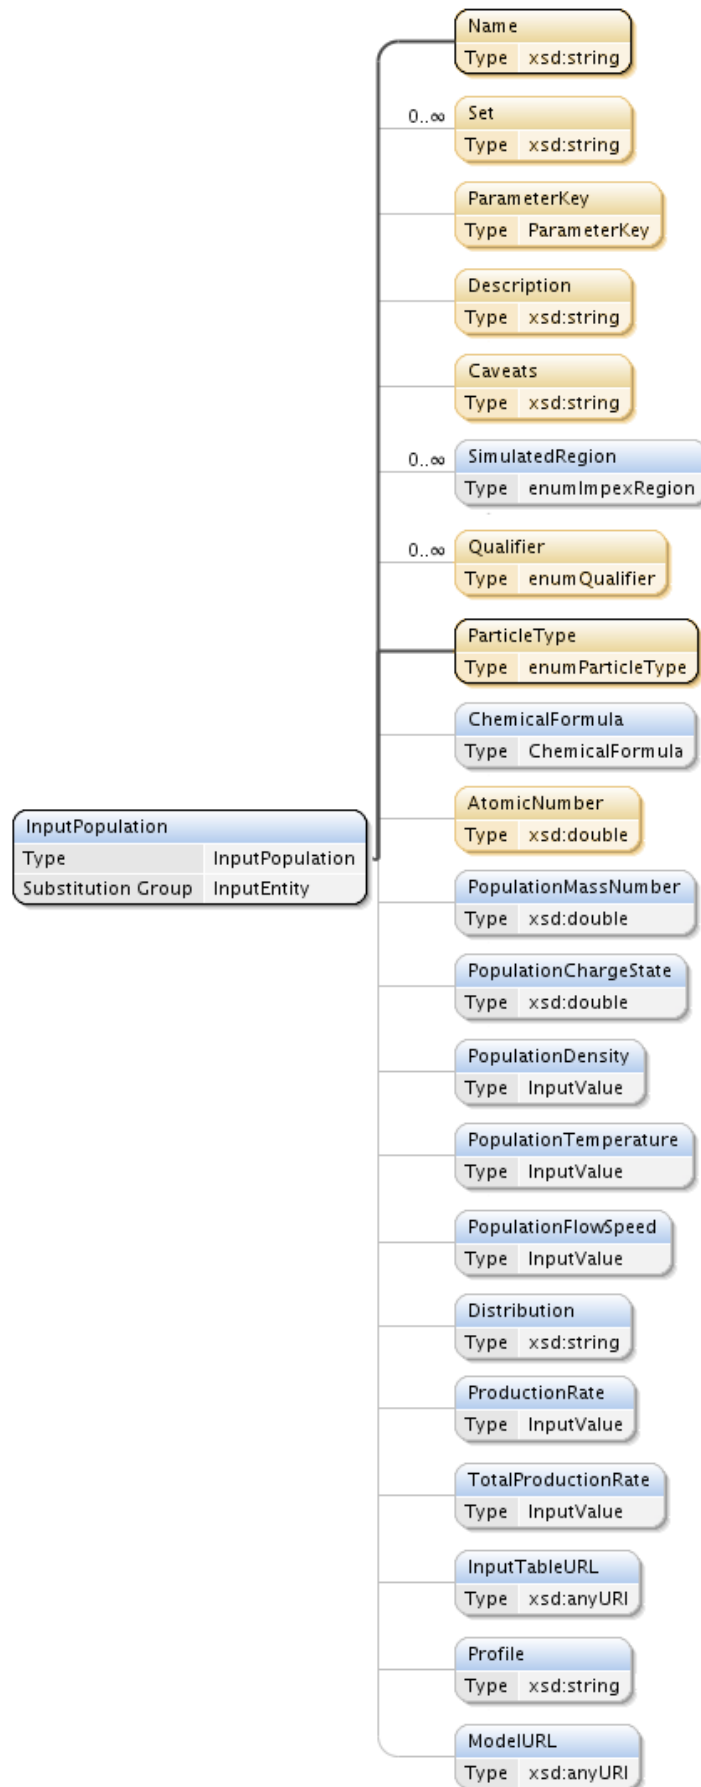 Name
Type xsd:string
0..∞
Set
Type xsd:string
ParameterKey
Type ParameterKey
Description
Type xsd:string
Caveats
Type xsd:string
0..∞
SimulatedRegion
Type enumImpexRegion
0..∞
Qualifier
Type enumQualifier
ParticleType
Type enumParticleType
ChemicalFormula
Type ChemicalFormula
AtomicNumber
Type xsd:double
InputPopulation
Type InputPopulation
Substitution Group InputEntity
PopulationMassNumber
Type xsd:double
PopulationChargeState
Type xsd:double
PopulationDensity
Type InputValue
PopulationTemperature
Type InputValue
PopulationFlowSpeed
Type InputValue
Distribution
Type xsd:string
ProductionRate
Type InputValue
TotalProductionRate
Type InputValue
InputTableURL
Type xsd:anyURI
Profile
Type xsd:string
ModelURL
Type xsd:anyURI